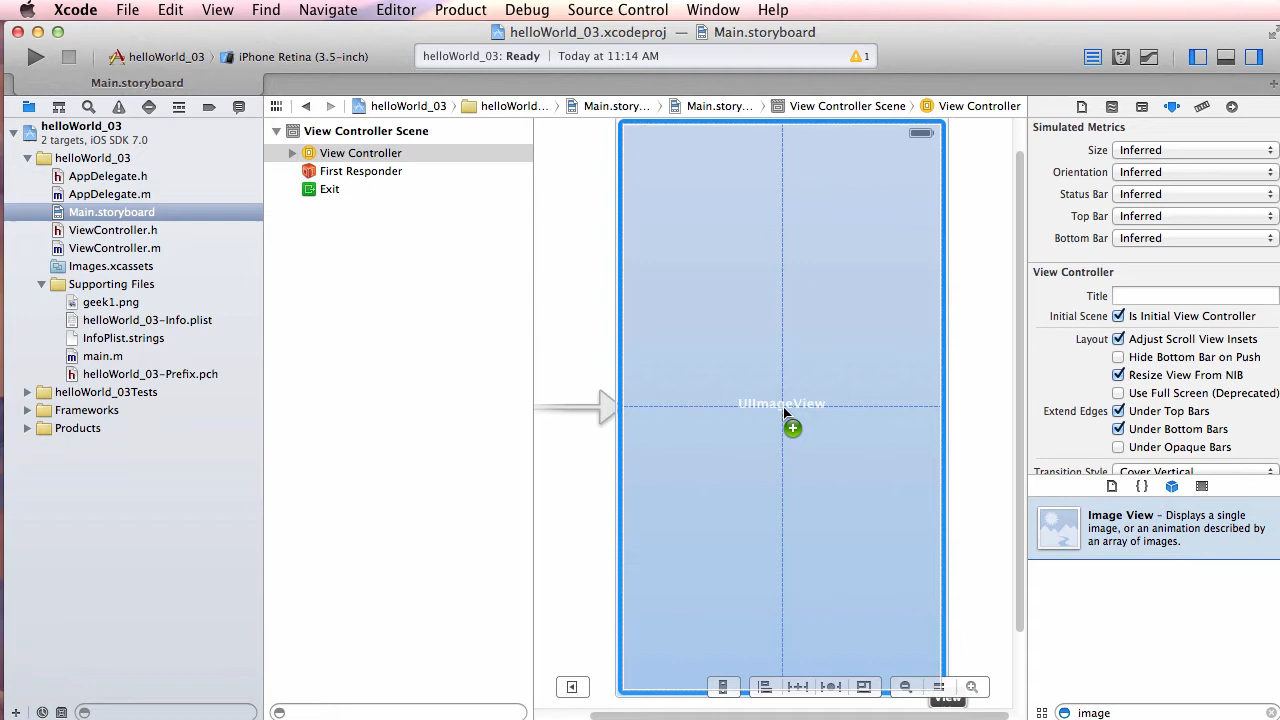 Xcode File Edit View Find Navigate Editor Product Debug Source Control Window Help
helloWorld_03.xcodeproj — Main.storyboard
helloWorld_03 iPhone Retina (3.5-inch)
helloWorld_03: Ready Today at 11:14 AM 1
Main.storyboard
helloWorld_03 helloWorld... Main.story... Main.story... View Controller Scene View Controller
helloWorld_03
2 targets, iOS SDK 7.0
helloWorld_03
AppDelegate.h
AppDelegate.m
Main.storyboard
ViewController.h
ViewController.m
Images.xcassets
Supporting Files
geek1.png
helloWorld_03-Info.plist
InfoPlist.strings
main.m
helloWorld_03-Prefix.pch
helloWorld_03Tests
Frameworks
Products
View Controller Scene
View Controller
First Responder
Exit
UIImageView
View
Simulated Metrics
Size Inferred
Orientation Inferred
Status Bar Inferred
Top Bar Inferred
Bottom Bar Inferred
View Controller
Title
Initial Scene Is Initial View Controller
Layout Adjust Scroll View Insets
Hide Bottom Bar on Push
Resize View From NIB
Use Full Screen (Deprecated)
Extend Edges Under Top Bars
Under Bottom Bars
Under Opaque Bars
Transition Style Cover Vertical
Image View – Displays a single
image, or an animation described by
an array of images.
image